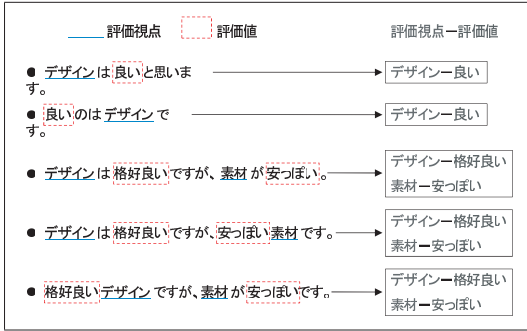 評価視点 評価値 評価視点ー評価値
● デザインは良いと思いま
す。
デザインー良い
● 良いのはデザインで
す。
デザインー良い
● デザインは格好良いですが、素材が安っぽい。
デザインー格好良い
素材ー安っぽい
● デザインは格好良いですが、安っぽい素材です。
デザインー格好良い
素材ー安っぽい
● 格好良いデザインですが、素材が安っぽいです。
デザインー格好良い
素材ー安っぽい